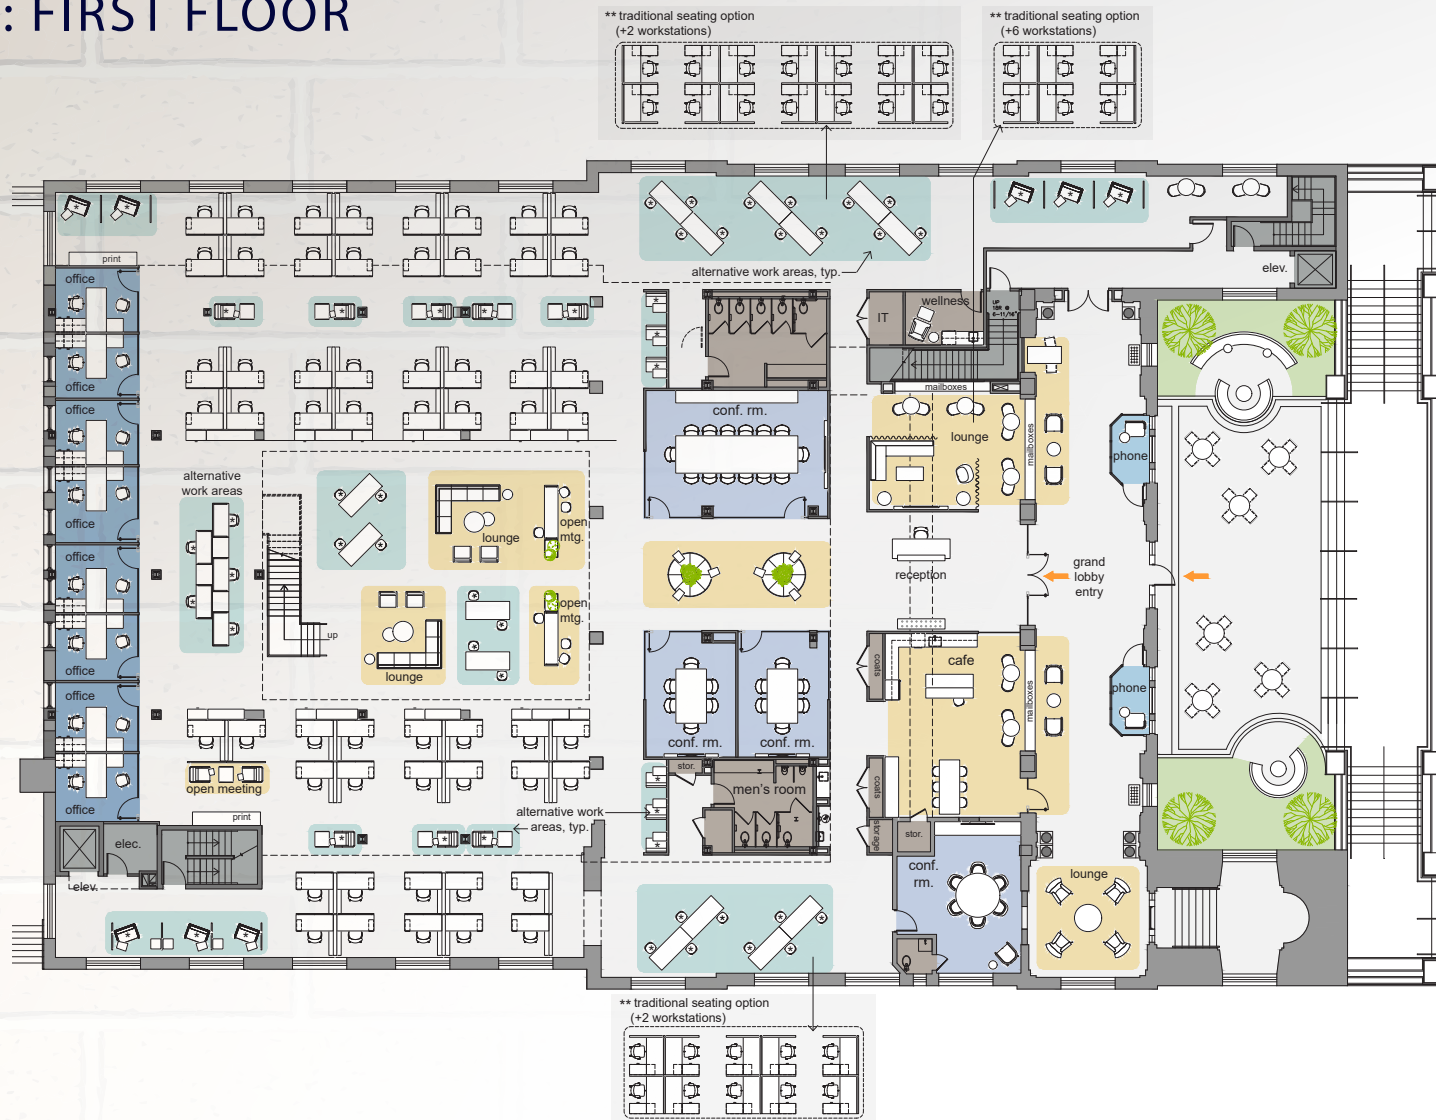 : FIRST FLOOR
** traditional seating option
(+2 workstations)
** traditional seating option
(+6 workstations)
print
office
alternative work areas, typ.
elev.
wellness
IT
UP
office
mailboxes
conf. rm.
office
lounge
mailboxes
phone
alternative
work areas
office
open
mtg.
lounge
office
reception
grand
lobby
entry
open
mtg.
up
office
cafe
coats
lounge
phone
office
mailboxes
conf. rm.
conf. rm.
stor.
men's room
coats
open meeting
office
print
alternative work
areas, typ.
storage
stor.
elec.
elev.
conf.
rm.
lounge
** traditional seating option
(+2 workstations)